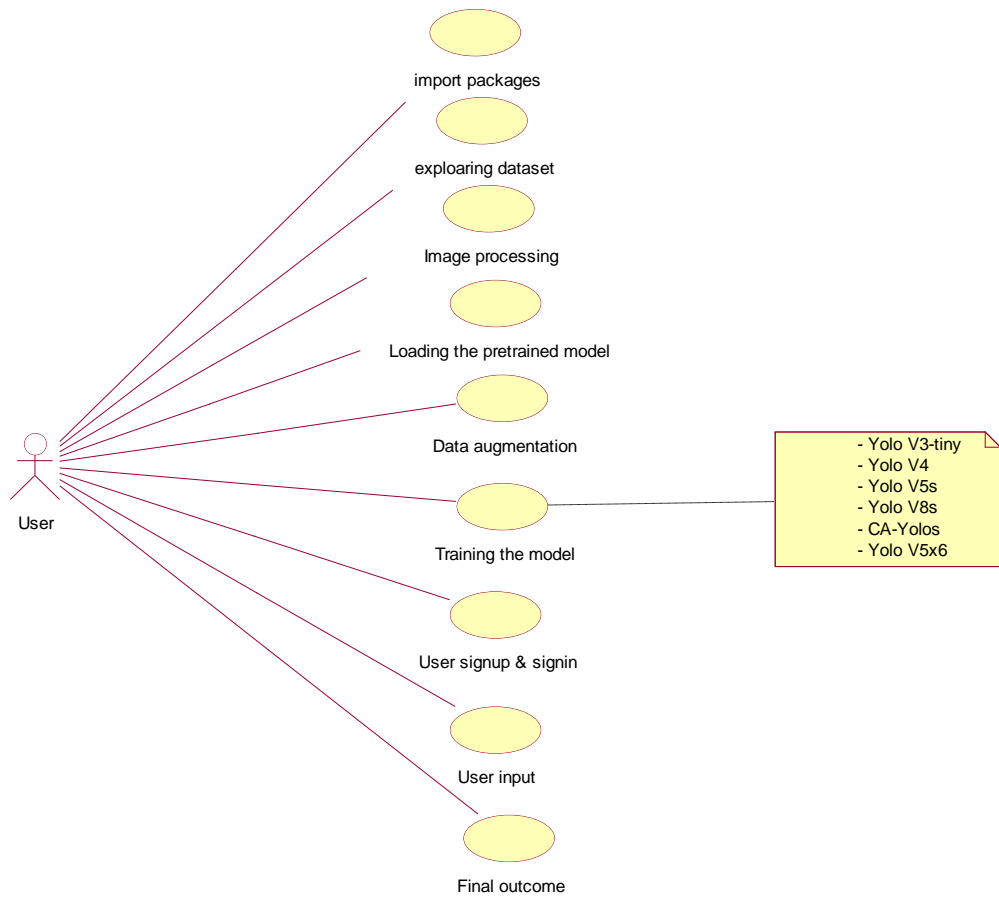 import packages
exploaring dataset
Image processing
Loading the pretrained model
Data augmentation
Training the model
- Yolo V3-tiny
- Yolo V4
- Yolo V5s
- Yolo V8s
- CA-Yolos
- Yolo V5x6
User
User signup & signin
User input
Final outcome